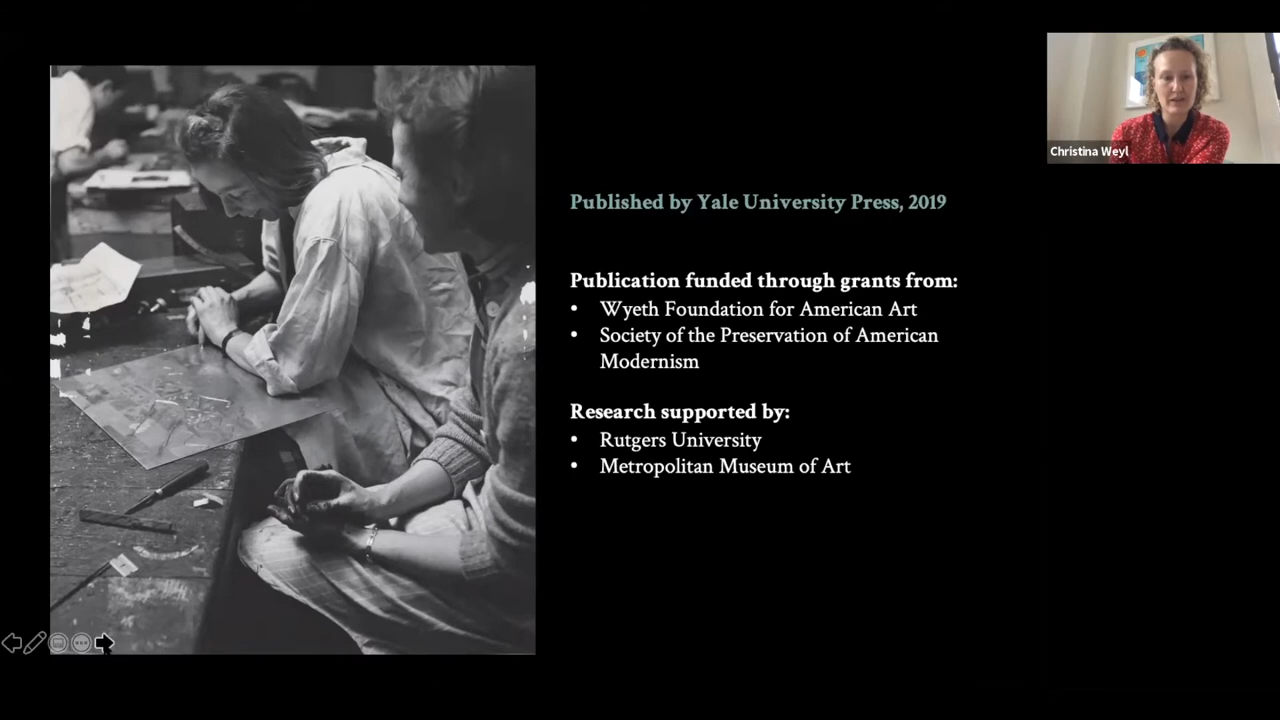 Christina Weyl
Published by Yale University Press, 2019
Publication funded through grants from:
• Wyeth Foundation for American Art
• Society of the Preservation of American
Modernism
Research supported by:
• Rutgers University
• Metropolitan Museum of Art